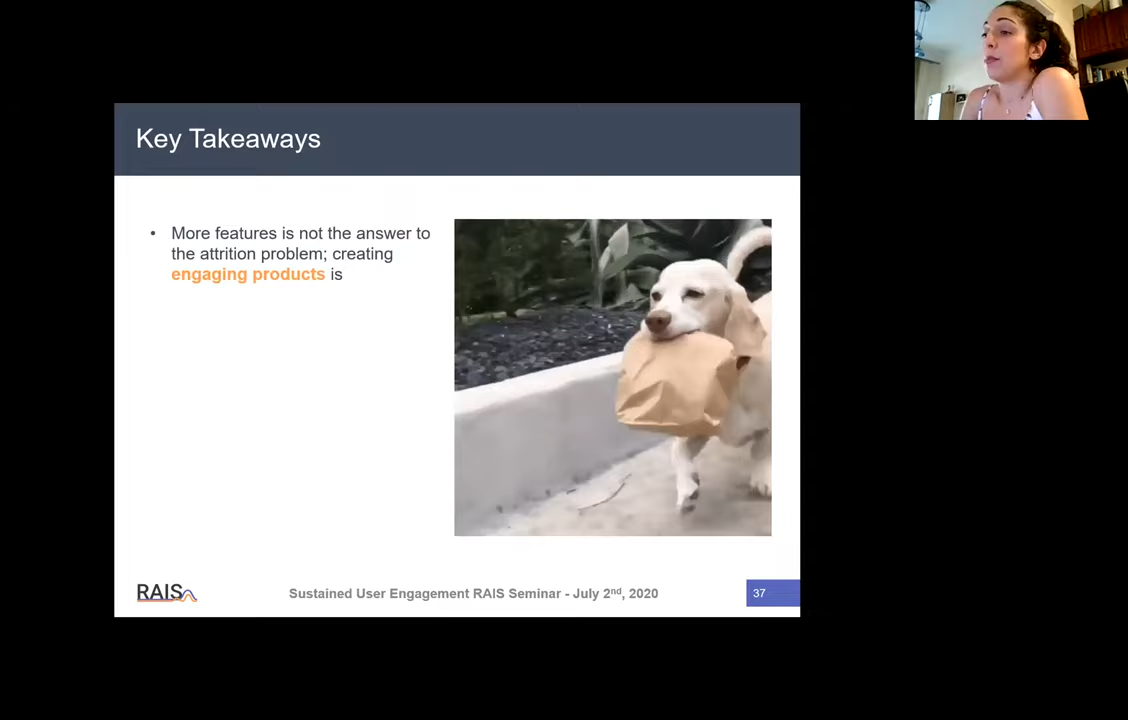 Key Takeaways
• More features is not the answer to
the attrition problem; creating
engaging products is
RAIS
Sustained User Engagement RAIS Seminar - July 2nd, 2020
37